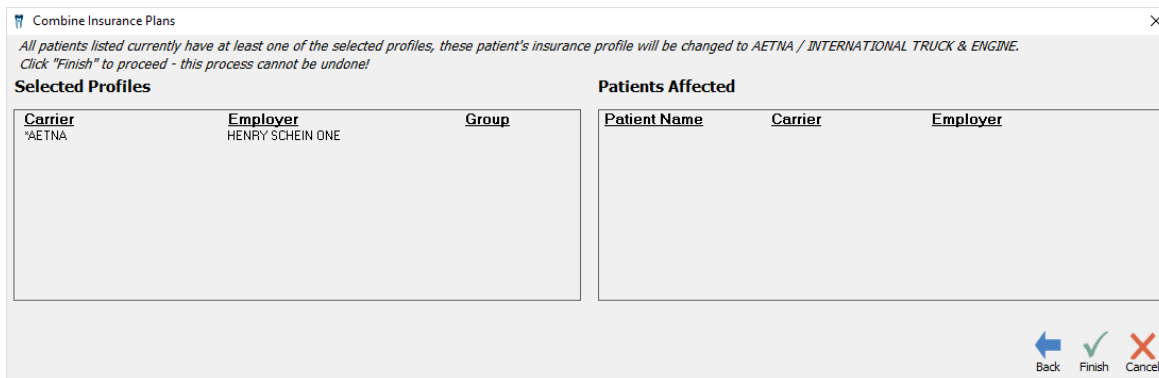 Combine Insurance Plans
All patients listed currently have at least one of the selected profiles, these patient's insurance profile will be changed to AETNA / INTERNATIONAL TRUCK & ENGINE.
Click "Finish" to proceed - this process cannot be undone!
Selected Profiles
Patients Affected
Carrier Employer Group
*AETNA HENRY SCHEIN ONE
Patient Name Carrier Employer
Back Finish Cancel